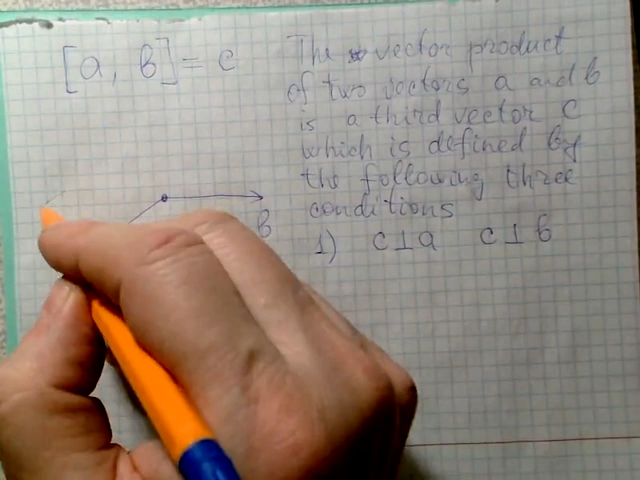 [a, b] = c
The vector product
of two vectors a and b
is a third vector c
which is defined by
the following three
conditions
1) c⊥a c⊥b
b